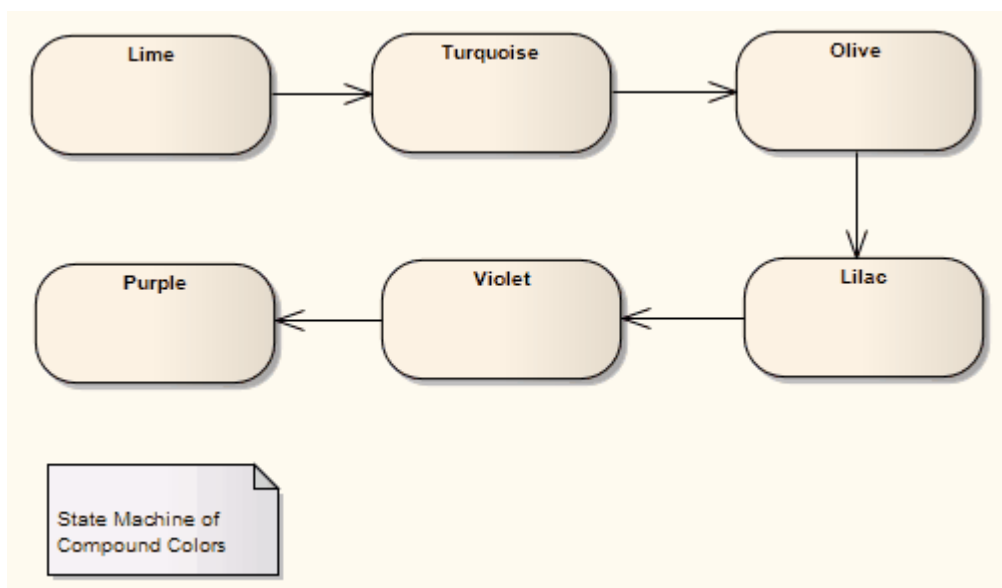 Lime
Turquoise
Olive
Purple
Violet
Lilac
State Machine of
Compound Colors